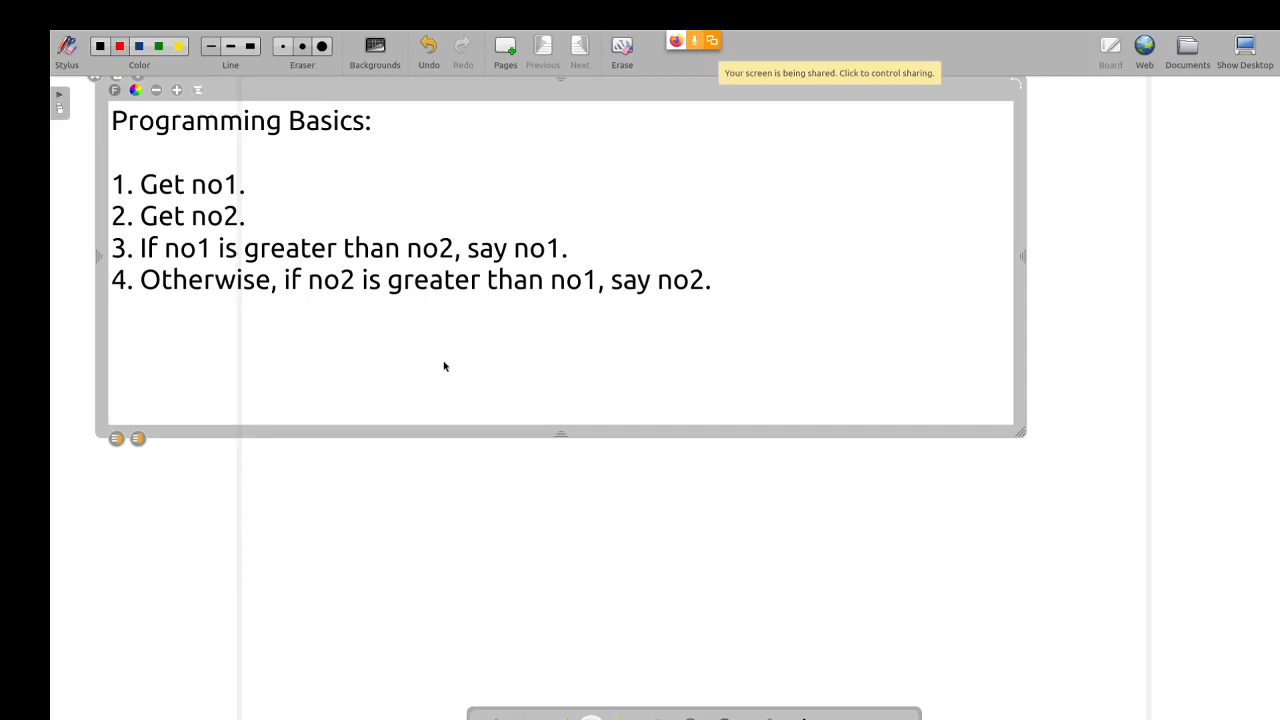 Stylus
Color
Line
Eraser
Backgrounds
Undo
Redo
Pages
Previous
Next
Erase
Board
Web
Documents
Show Desktop
Your screen is being shared. Click to control sharing.
Programming Basics:
1. Get no1.
2. Get no2.
3. If no1 is greater than no2, say no1.
4. Otherwise, if no2 is greater than no1, say no2.